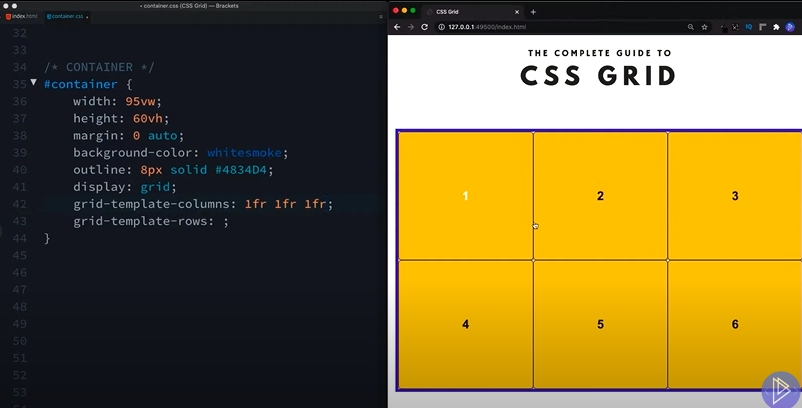 • container.css (CSS Grid) — Brackets
index.html
container.css
32
33
34 /* CONTAINER */
35 #container {
36 width: 95vw;
37 height: 60vh;
38 margin: 0 auto;
39 background-color: whitesmoke;
40 outline: 8px solid #4834D4;
41 display: grid;
42 grid-template-columns: 1fr 1fr 1fr;
43 grid-template-rows: ;
44 }
45
46
47
48
49
50
51
52
53
CSS Grid
127.0.0.1:49500/index.html
IQ
THE COMPLETE GUIDE TO
CSS GRID
1 2 3
4 5 6